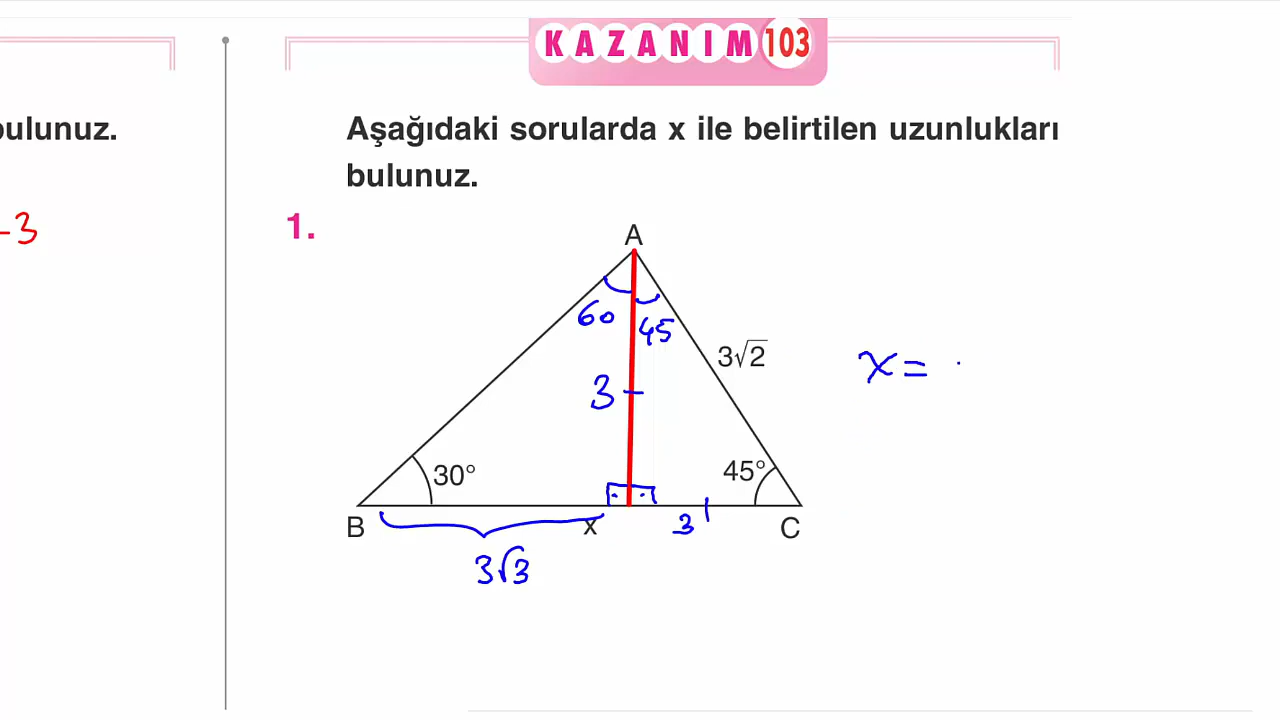 KAZANIM 103
bulunuz.
Aşağıdaki sorularda x ile belirtilen uzunlukları
bulunuz.
-3
1.
A
60
45
3√2
x =
3
30°
45°
B
x
3
C
3√3